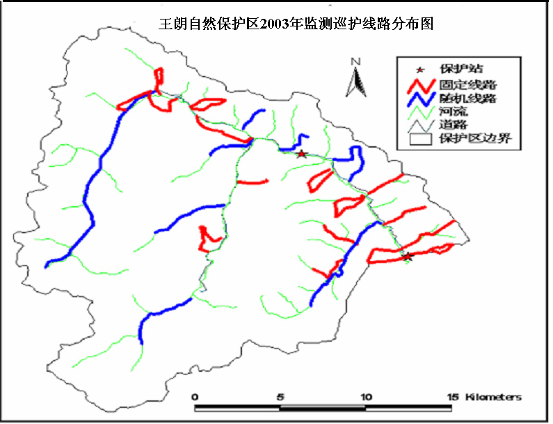 王朗自然保护区2003年监测巡护线路分布图
N
保护站
固定线路
随机线路
河流
道路
保护区边界
0 5 10 15 Kilometers